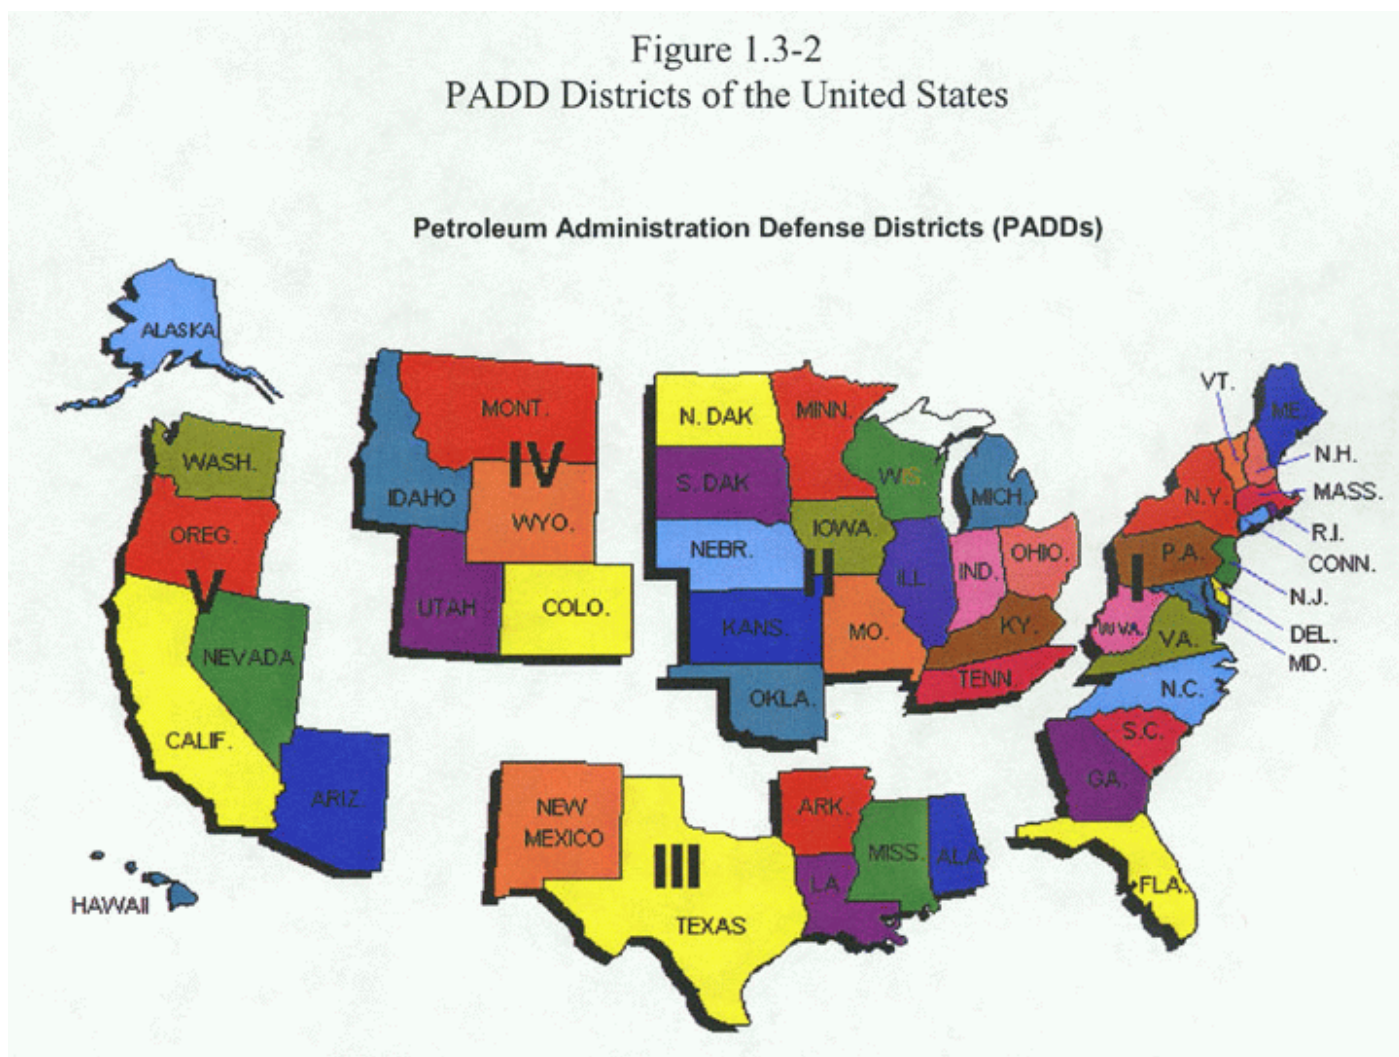 Figure 1.3-2
PADD Districts of the United States
Petroleum Administration Defense Districts (PADDs)
ALASKA
WASH.
OREG.
V
NEVADA
CALIF.
ARIZ.
HAWAII
MONT.
IV
IDAHO
WYO.
UTAH
COLO.
N. DAK
MINN.
S. DAK
WIS.
MICH.
NEBR.
IOWA
II
ILL.
IND.
OHIO.
KANS.
MO.
KY.
TENN.
OKLA.
NEW
MEXICO
III
TEXAS
ARK.
LA.
MISS.
ALA
VT.
ME.
N.H.
N.Y.
MASS.
R.I.
CONN.
P.A.
I
N.J.
DEL.
MD.
W.VA.
VA.
N.C.
S.C.
GA.
FLA.